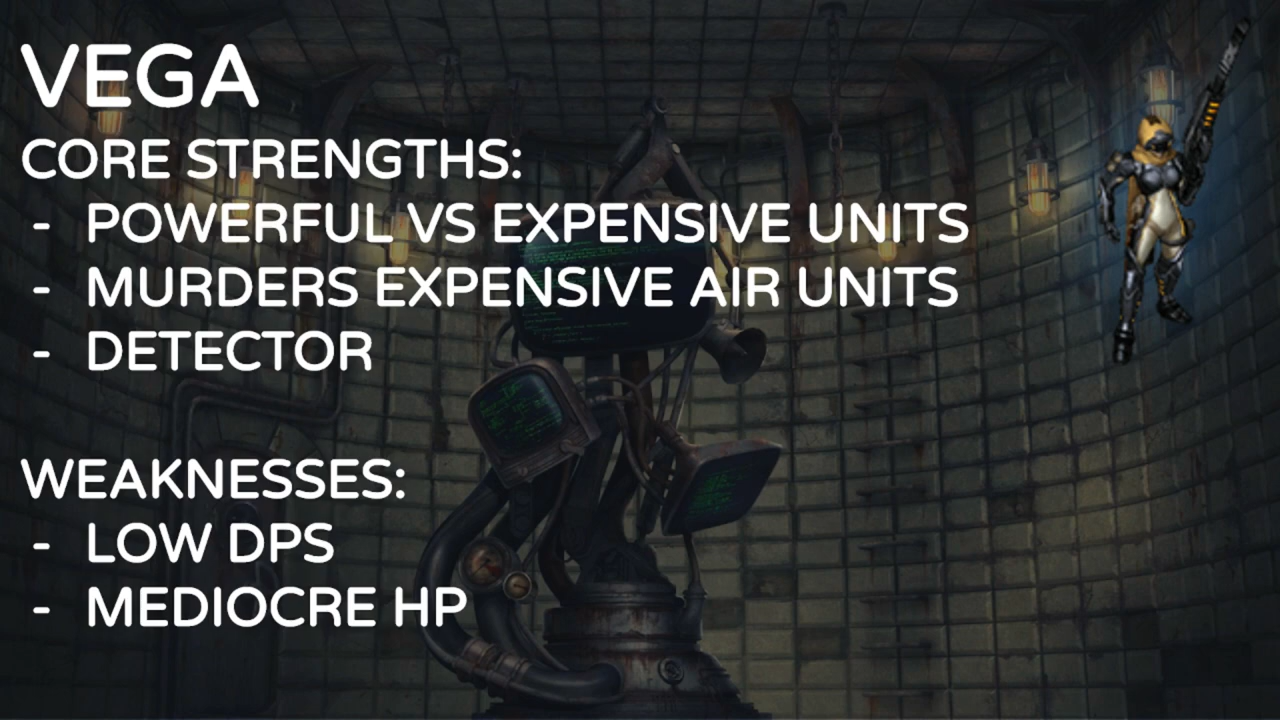 VEGA
CORE STRENGTHS:
- POWERFUL VS EXPENSIVE UNITS
- MURDERS EXPENSIVE AIR UNITS
- DETECTOR
WEAKNESSES:
- LOW DPS
- MEDIOCRE HP